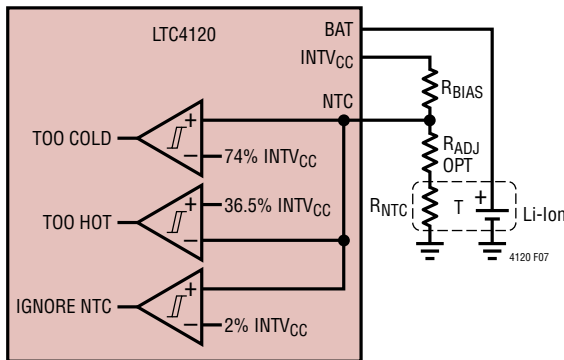 LTC4120
BAT
INTVCC
NTC
RBIAS
TOO COLD
+
−
74% INTVCC
RADJ
OPT
TOO HOT
+
36.5% INTVCC
−
RNTC
T
+
Li-Ion
4120 F07
IGNORE NTC
+
−
2% INTVCC